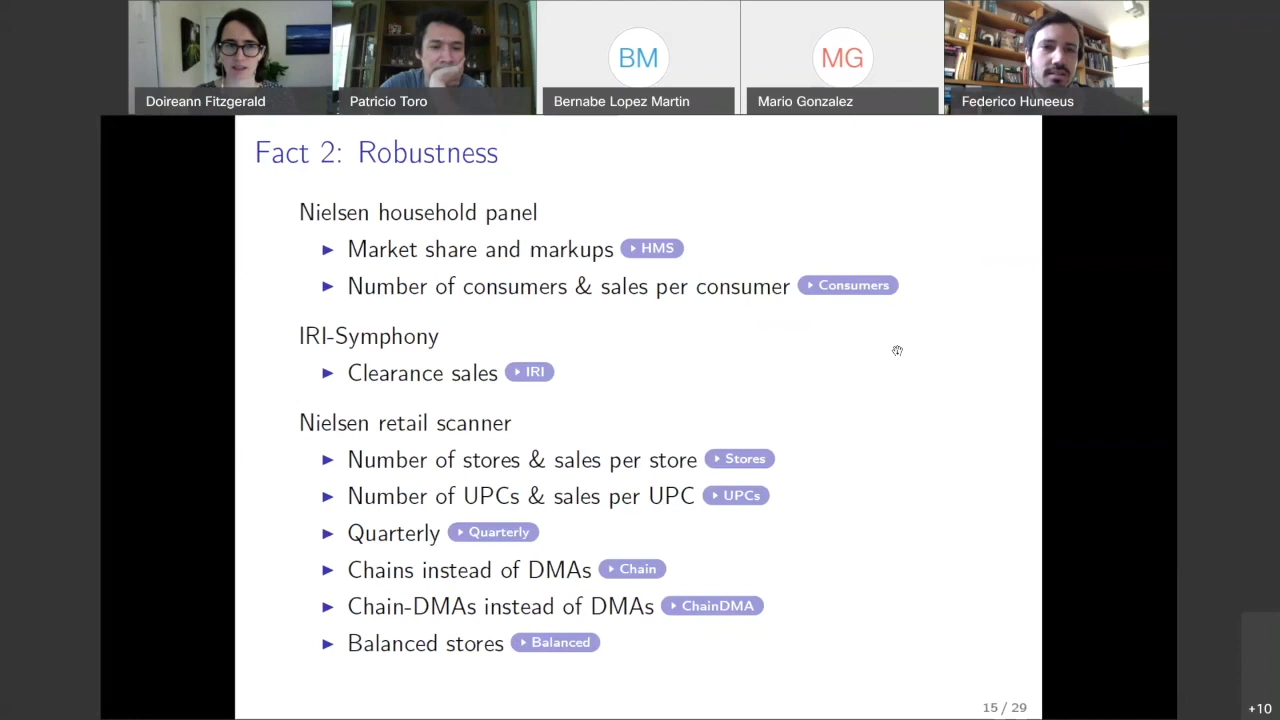 BM
MG
Doireann Fitzgerald
Patricio Toro
Bernabe Lopez Martin
Mario Gonzalez
Federico Huneeus
Fact 2: Robustness
Nielsen household panel
► Market share and markups ▸ HMS
► Number of consumers & sales per consumer ▸ Consumers
IRI-Symphony
► Clearance sales ▸ IRI
Nielsen retail scanner
► Number of stores & sales per store ▸ Stores
► Number of UPCs & sales per UPC ▸ UPCs
► Quarterly ▸ Quarterly
► Chains instead of DMAs ▸ Chain
► Chain-DMAs instead of DMAs ▸ ChainDMA
► Balanced stores ▸ Balanced
15 / 29
+10